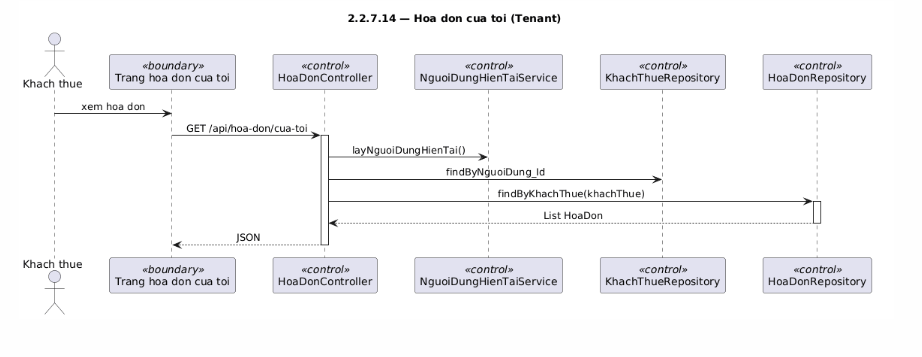 2.2.7.14 — Hoa don cua toi (Tenant)
Khach thue
«boundary»
Trang hoa don cua toi
«control»
HoaDonController
«control»
NguoiDungHienTaiService
«control»
KhachThueRepository
«control»
HoaDonRepository
xem hoa don
GET /api/hoa-don/cua-toi
layNguoiDungHienTai()
findByNguoiDung_Id
findByKhachThue(khachThue)
List HoaDon
JSON
Khach thue
«boundary»
Trang hoa don cua toi
«control»
HoaDonController
«control»
NguoiDungHienTaiService
«control»
KhachThueRepository
«control»
HoaDonRepository